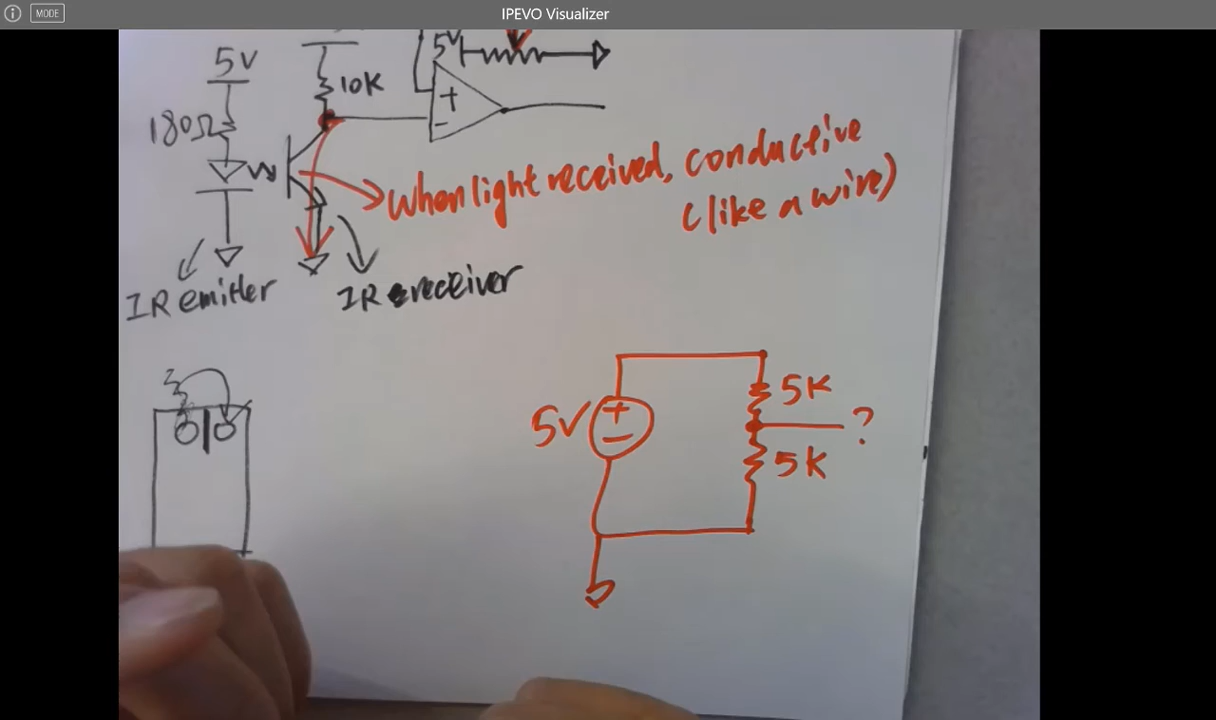 MODE
IPEVO Visualizer
5V
5V
10K
180Ω
+
-
When light received, conductive
(like a wire)
IR emitter
IR receiver
5V
+
-
5K
?
5K